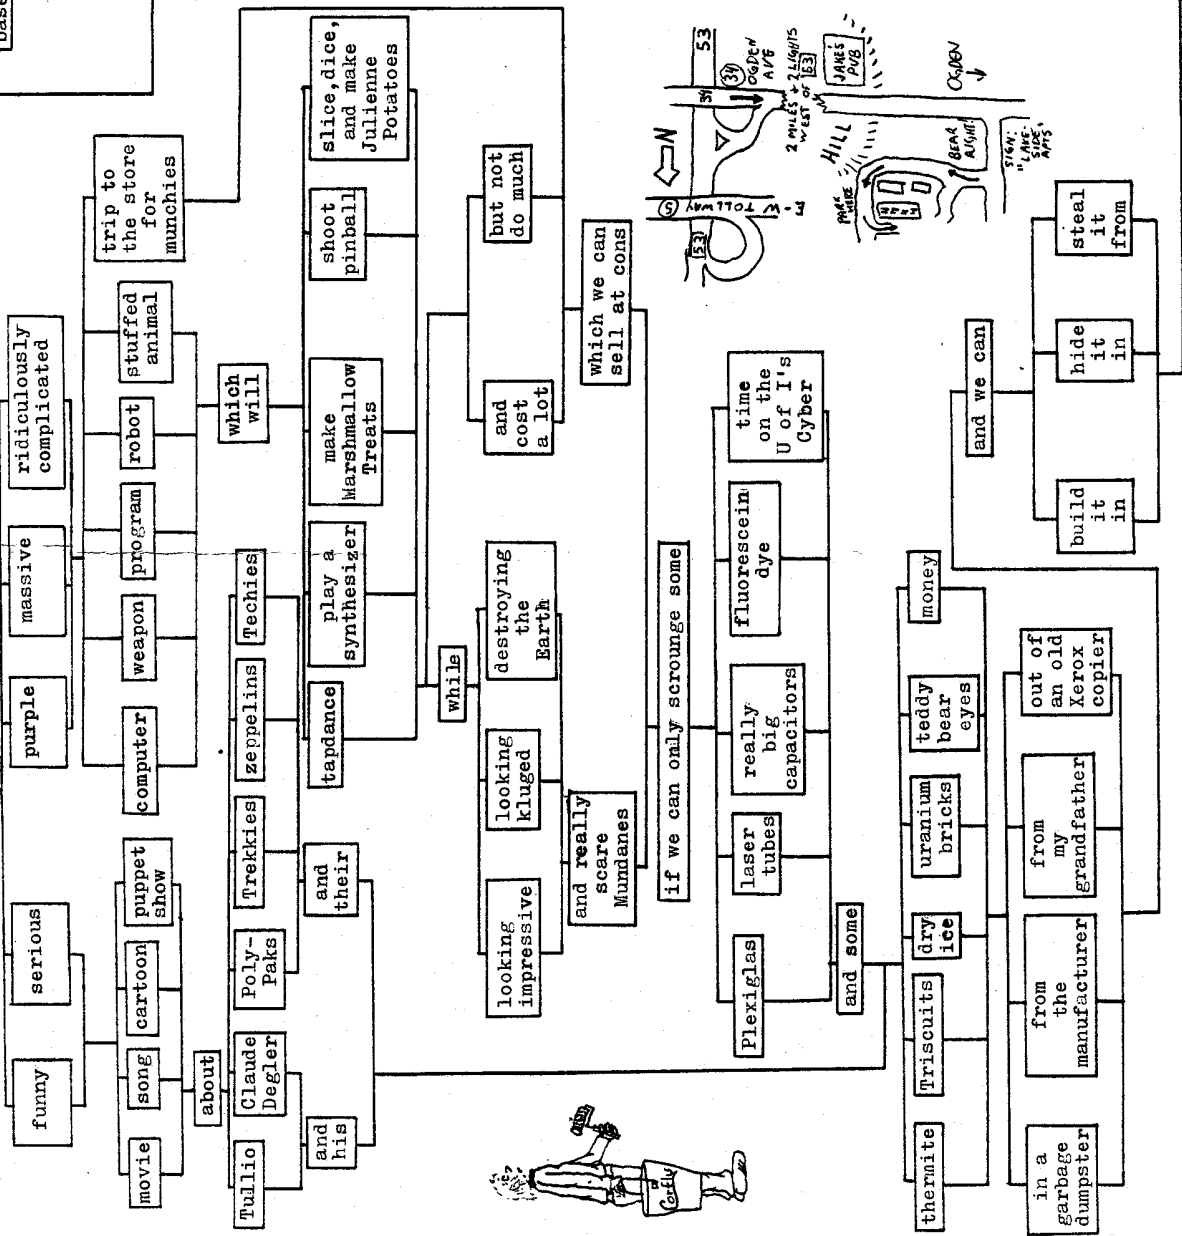 base
funny
serious
purple
massive
ridiculously
complicated
movie
song
cartoon
puppet
show
computer
weapon
program
robot
stuffed
animal
trip to
the store
for
munchies
about
which
will
Tullio
Claude
Degler
Poly-
Paks
Trekkies
zeppelins
Techies
and his
and their
tapdance
play a
synthesizer
make
Marshmallow
Treats
shoot
pinball
slice, dice,
and make
Julienne
Potatoes
while
looking
impressive
looking
kluged
destroying
the
Earth
and
cost
a lot
but not
do much
and really
scare
Mundanes
which we can
sell at cons
if we can only scrounge some
Plexiglas
laser
tubes
really
big
capacitors
fluorescein
dye
time
on the
U of I's
Cyber
and some
thermite
Triscuits
dry
ice
uranium
bricks
teddy
bear
eyes
money
in a
garbage
dumpster
from
the
manufacturer
from
my
grandfather
out of
an old
Xerox
copier
and we can
build
it
in
hide
it
in
steal
it
from
Corflu
N
53
53
34
34
OGDEN
AVE
E-W TOLLWAY
5
2 MILES + 2 LIGHTS
WEST OF 53
JAKE'S
PUB
HILL
PARK
HERE
BEAR
RIGHT!
OGDEN
SIGN:
"LAKE-
SIDE,
APTS